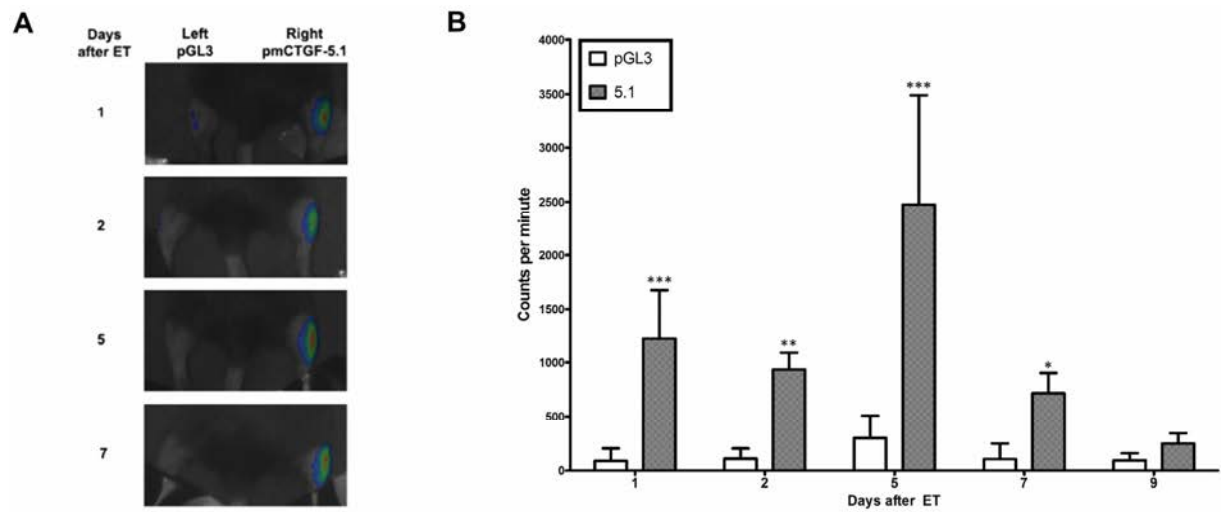 A
Days
after ET
Left
pGL3
Right
pmCTGF-5.1
1
2
5
7
B
Counts per minute
4000
3500
3000
2500
2000
1500
1000
500
0
pGL3
5.1
***
**
***
*
1
2
5
7
9
Days after ET